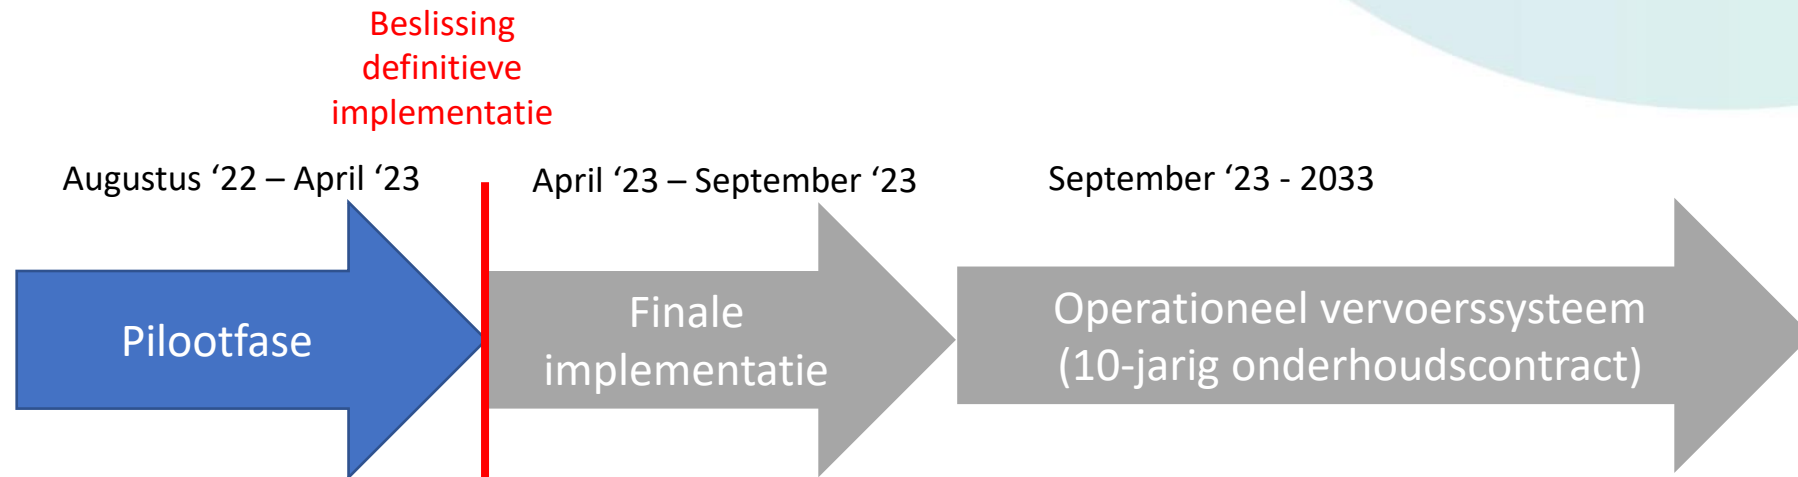 Beslissing
definitieve
implementatie
Augustus ‘22 – April ‘23
April ‘23 – September ‘23
September ‘23 - 2033
Pilootfase
Finale
implementatie
Operationeel vervoerssysteem
(10-jarig onderhoudscontract)